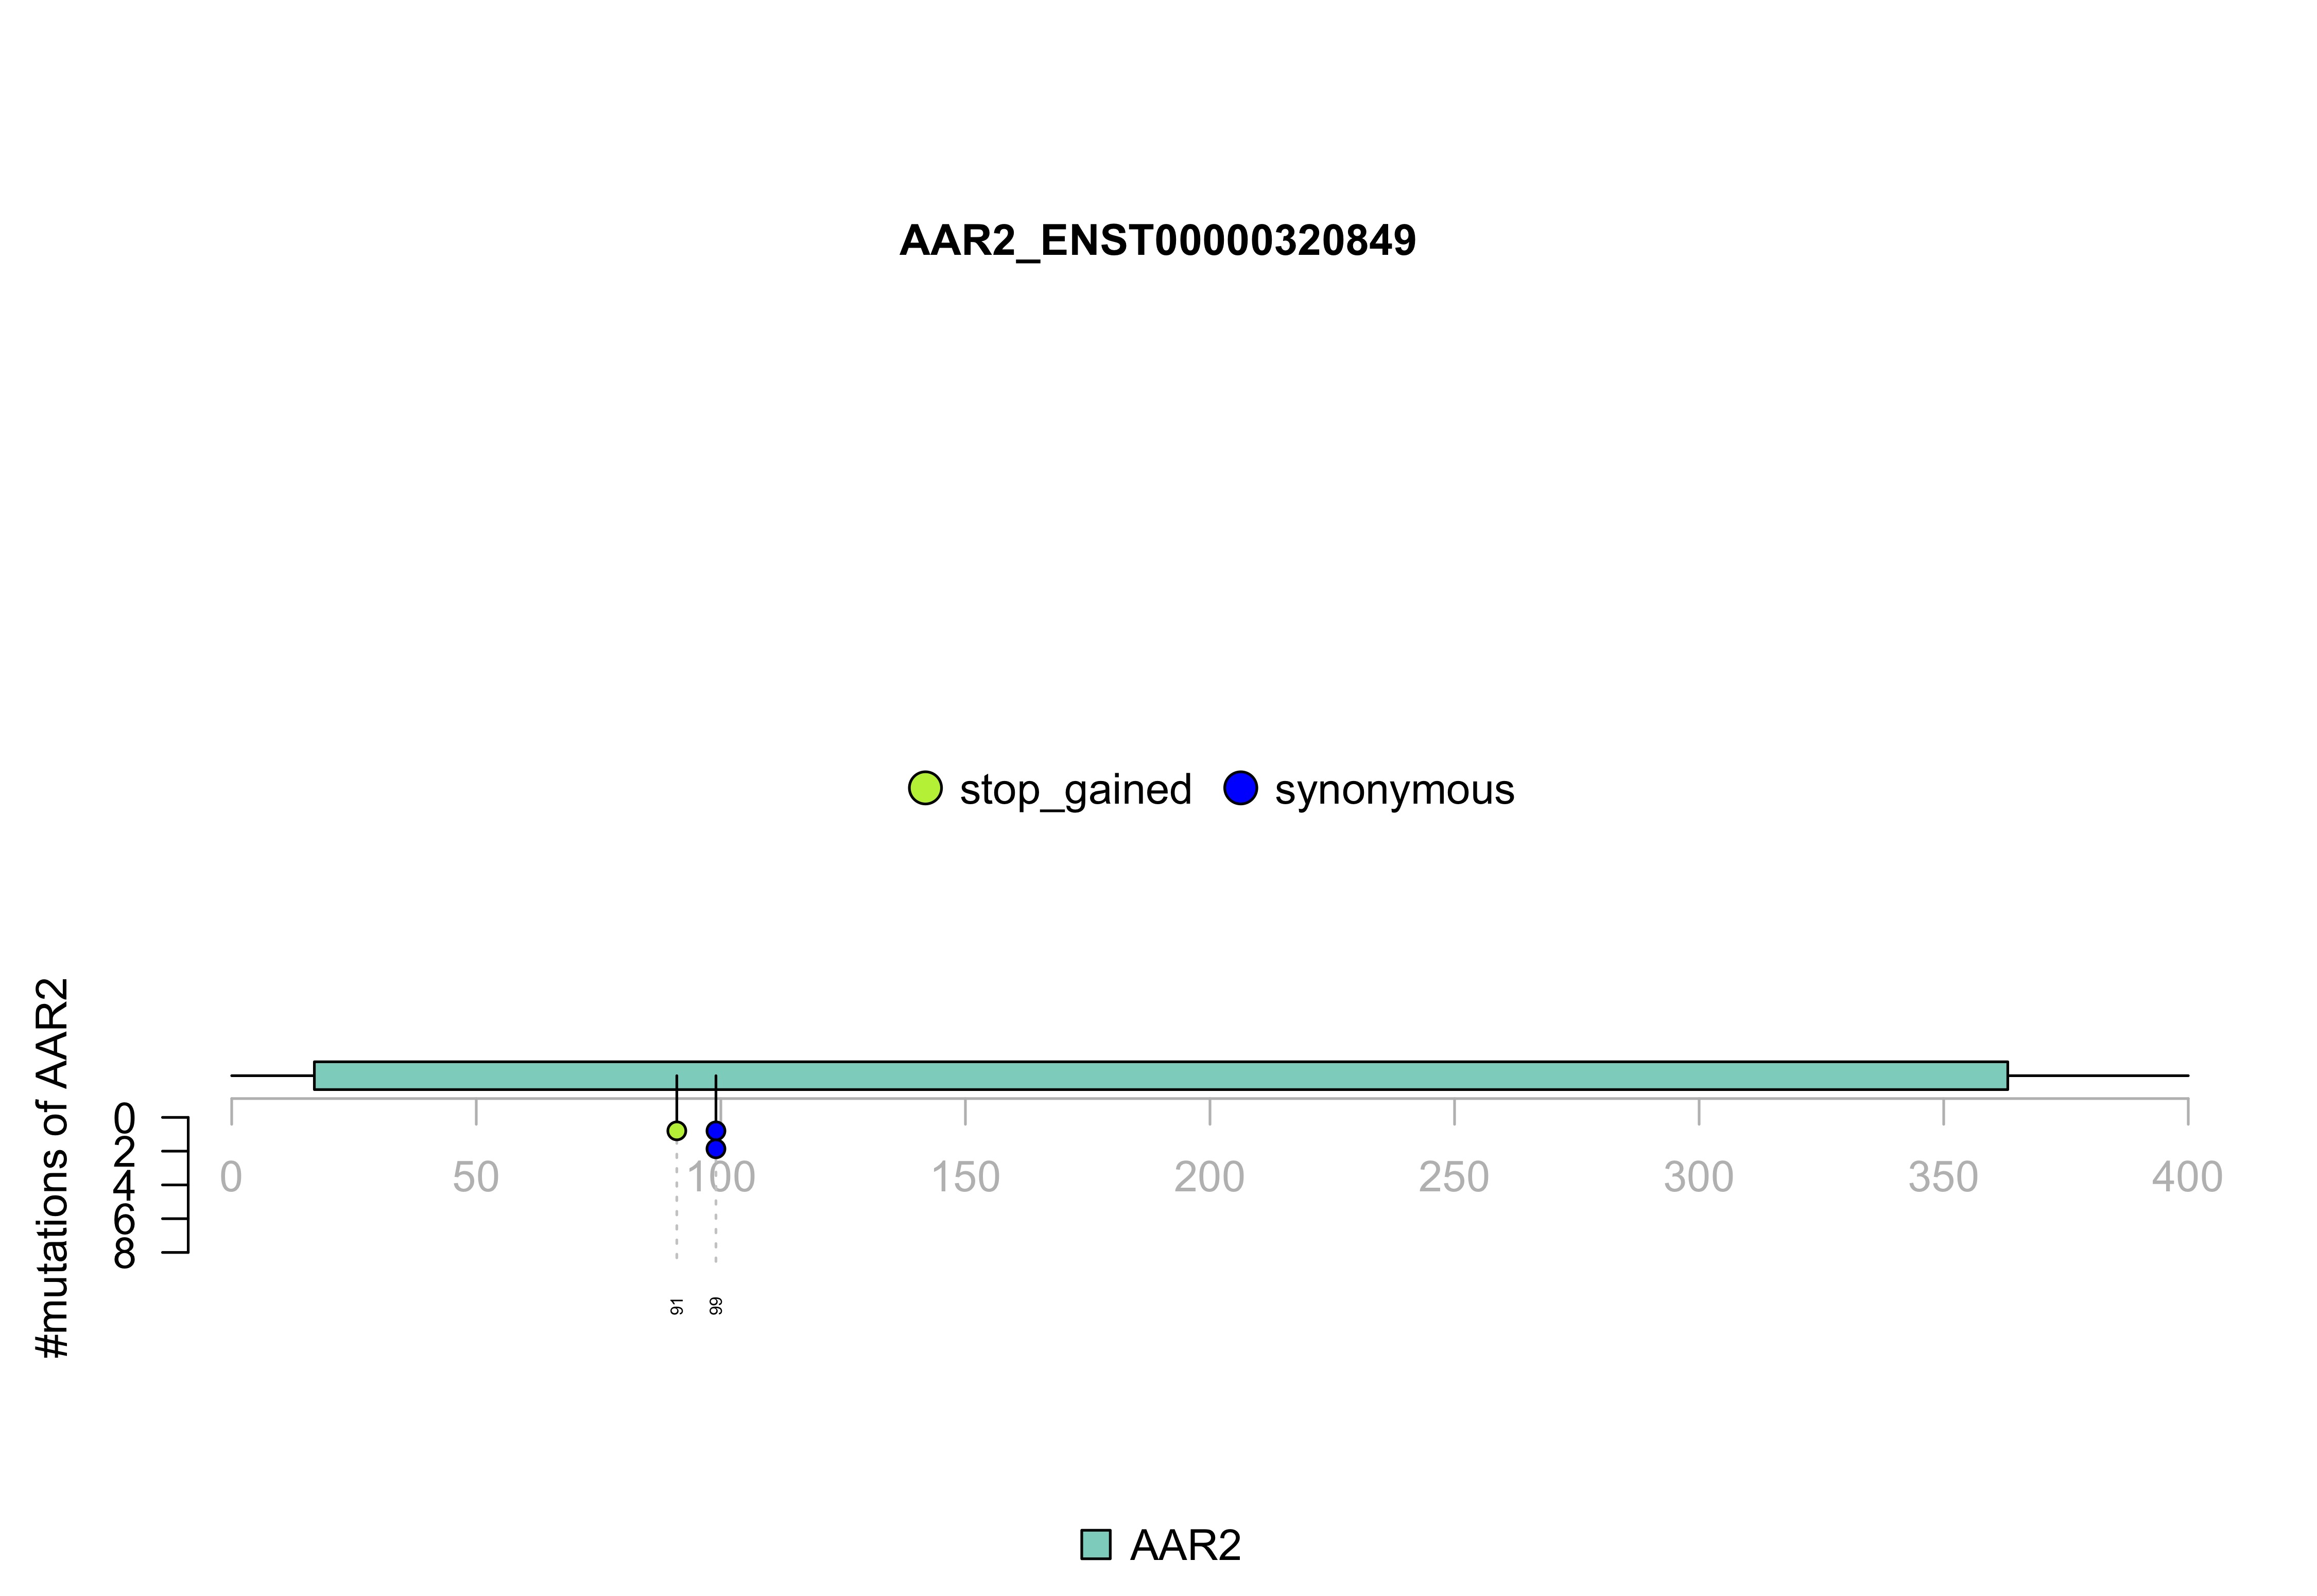 AAR2_ENST00000320849
stop_gained synonymous
#mutations of AAR2
0
2
4
6
8
0 50 100 150 200 250 300 350 400
91 99
AAR2